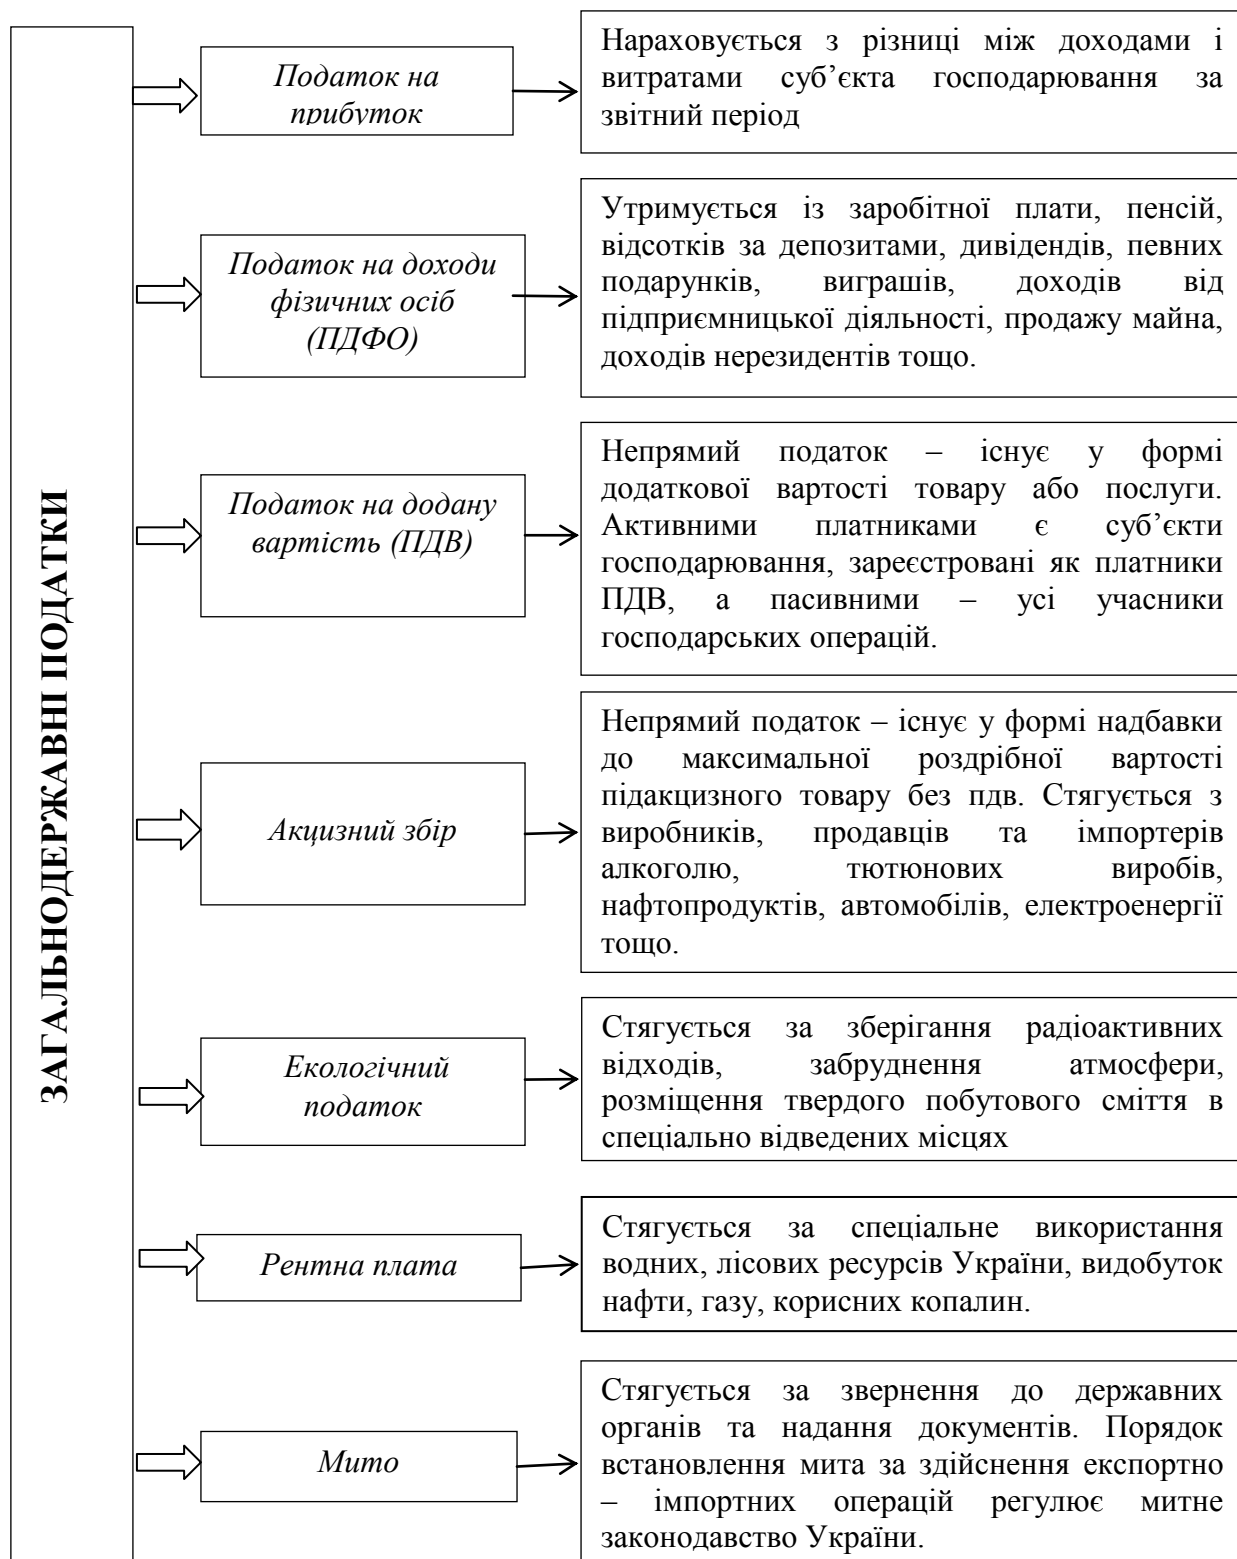 ЗАГАЛЬНОДЕРЖАВНІ ПОДАТКИ
Податок на
прибуток
Нараховується з різниці між доходами і
витратами суб’єкта господарювання за
звітний період
Податок на доходи
фізичних осіб
(ПДФО)
Утримується із заробітної плати, пенсій,
відсотків за депозитами, дивідендів, певних
подарунків, виграшів, доходів від
підприємницької діяльності, продажу майна,
доходів нерезидентів тощо.
Податок на додану
вартість (ПДВ)
Непрямий податок – існує у формі
додаткової вартості товару або послуги.
Активними платниками є суб’єкти
господарювання, зареєстровані як платники
ПДВ, а пасивними – усі учасники
господарських операцій.
Акцизний збір
Непрямий податок – існує у формі надбавки
до максимальної роздрібної вартості
підакцизного товару без пдв. Стягується з
виробників, продавців та імпортерів
алкоголю, тютюнових виробів,
нафтопродуктів, автомобілів, електроенергії
тощо.
Екологічний
податок
Стягується за зберігання радіоактивних
відходів, забруднення атмосфери,
розміщення твердого побутового сміття в
спеціально відведених місцях
Рентна плата
Стягується за спеціальне використання
водних, лісових ресурсів України, видобуток
нафти, газу, корисних копалин.
Мито
Стягується за звернення до державних
органів та надання документів. Порядок
встановлення мита за здійснення експортно
– імпортних операцій регулює митне
законодавство України.